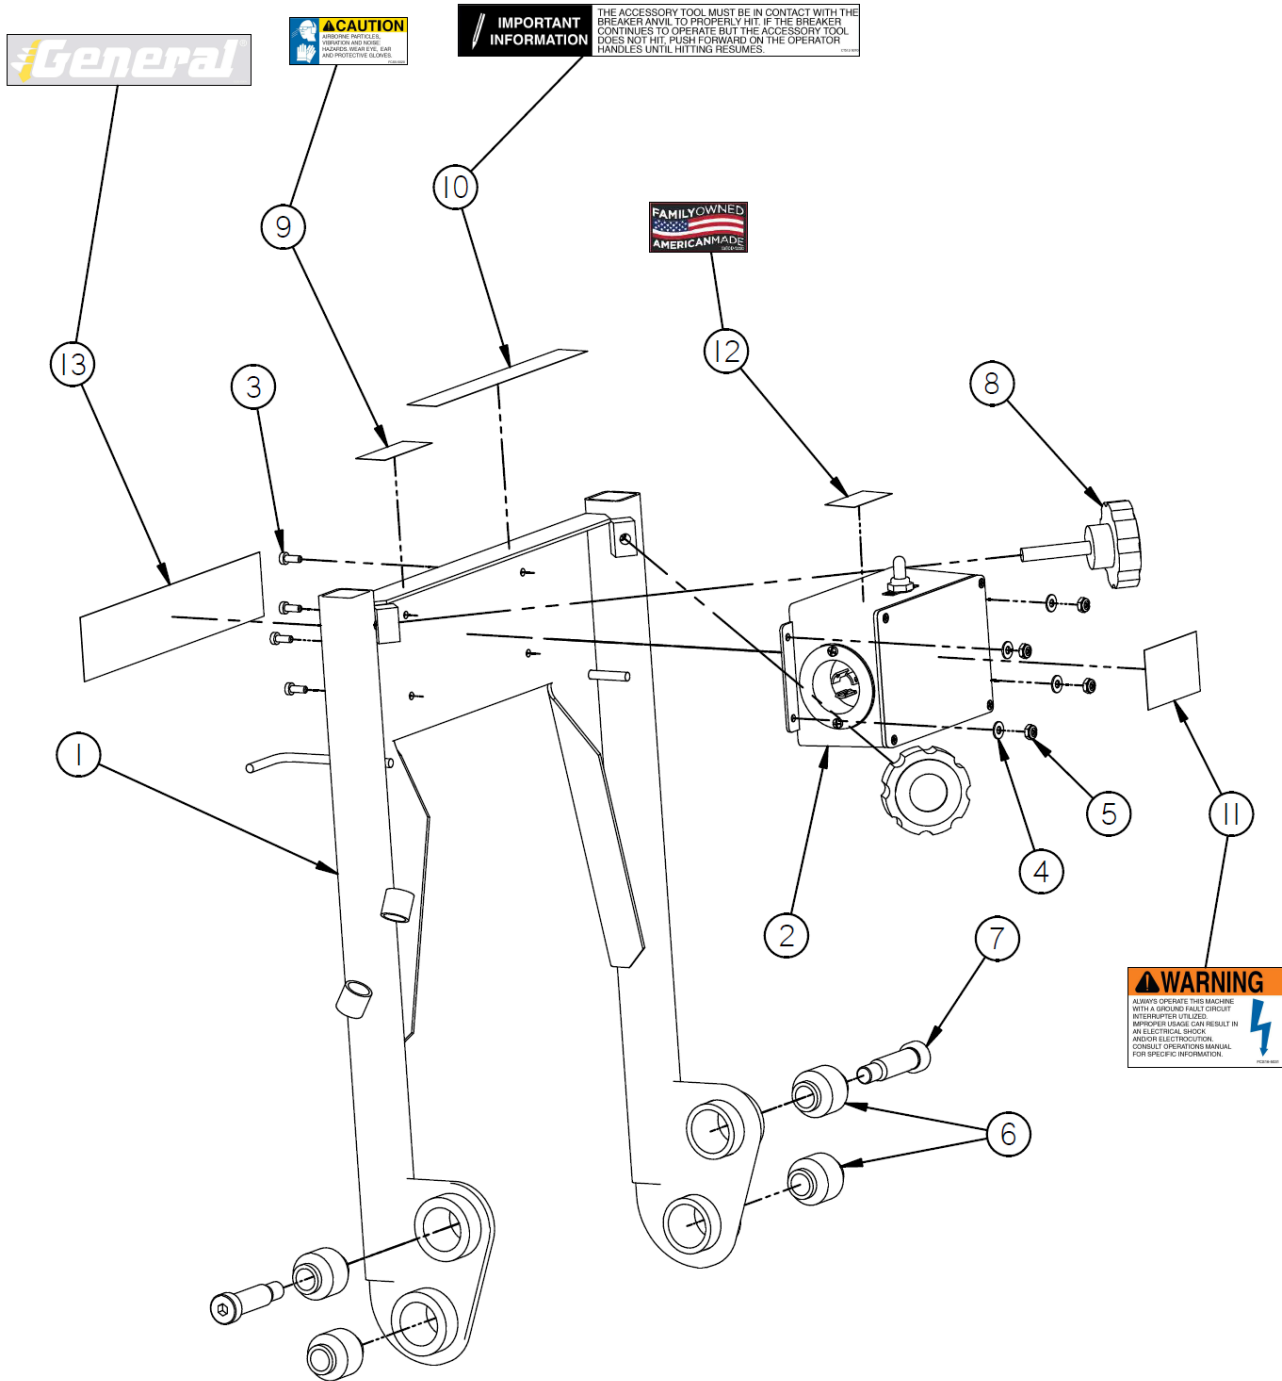 General
CAUTION
AIRBORNE PARTICLES,
VIBRATION AND NOISE
HAZARDS. WEAR EYE, EAR
AND PROTECTIVE GLOVES.
IMPORTANT
INFORMATION
THE ACCESSORY TOOL MUST BE IN CONTACT WITH THE
BREAKER ANVIL TO PROPERLY HIT. IF THE BREAKER
CONTINUES TO OPERATE BUT THE ACCESSORY TOOL
DOES NOT HIT, PUSH FORWARD ON THE OPERATOR
HANDLES UNTIL HITTING RESUMES.
10
9
FAMILYOWNED
AMERICANMADE
13
3
12
8
1
5
11
4
2
7
WARNING
ALWAYS OPERATE THIS MACHINE
WITH A GROUND FAULT CIRCUIT
INTERRUPTER UTILIZED.
IMPROPER USAGE CAN RESULT IN
AN ELECTRICAL SHOCK
AND/OR ELECTROCUTION.
CONSULT OPERATIONS MANUAL
FOR SPECIFIC INFORMATION.
6